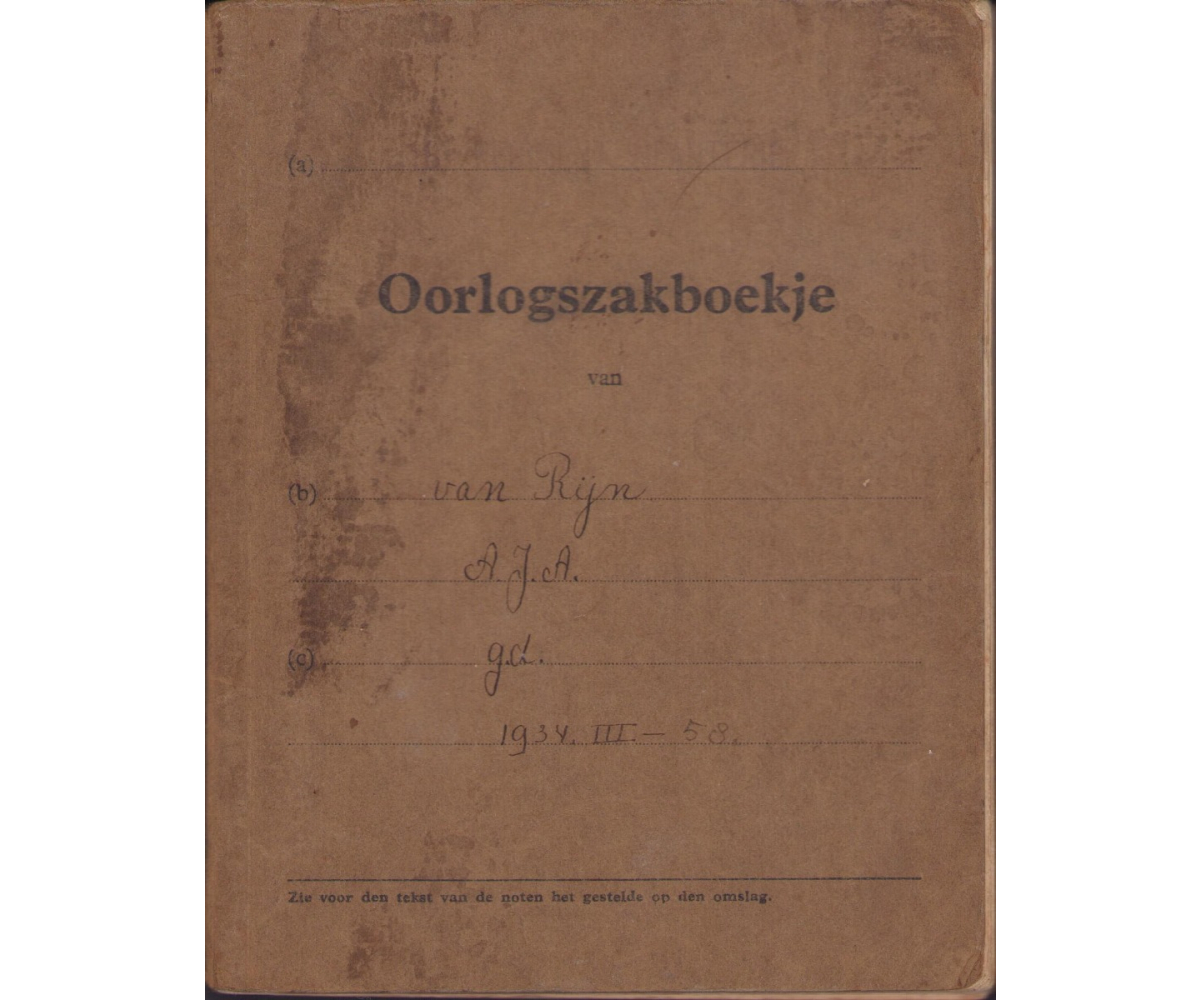 (a)
Oorlogszakboekje
van
(b) van Rijn
A.J.A.
(c) gd.
1934. III. — 58.
Zie voor den tekst van de noten het gestelde op den omslag.